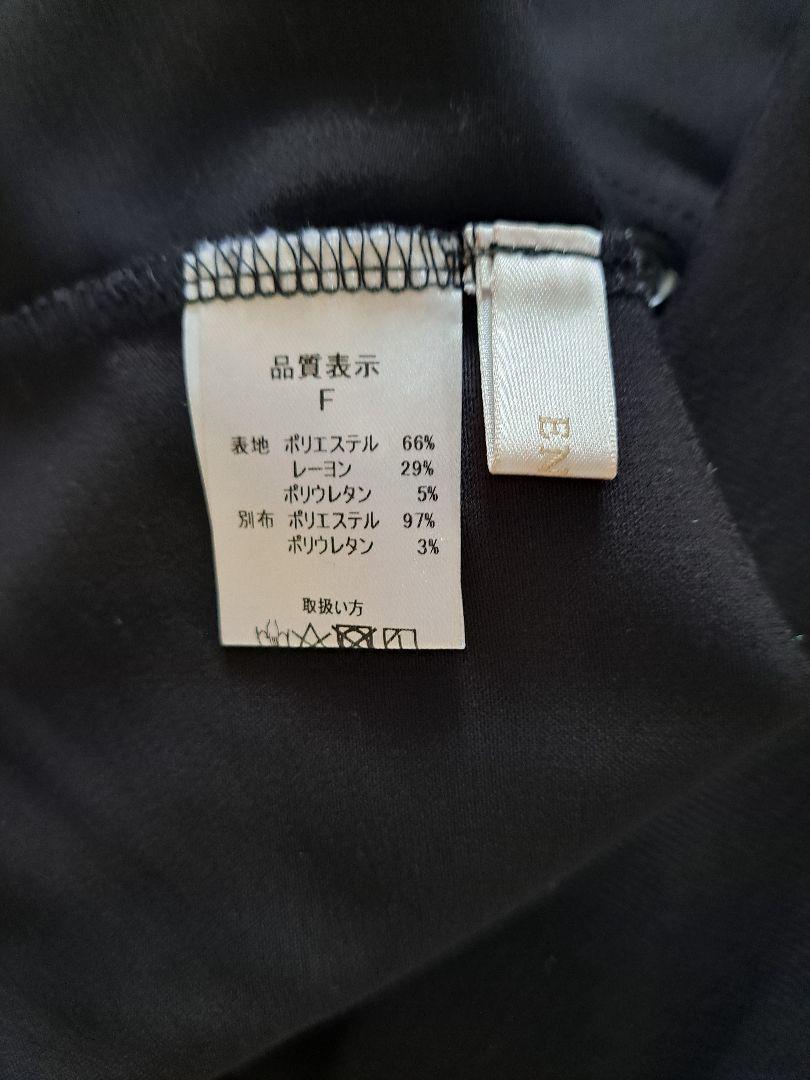 品質表示
F
表地 ポリエステル 66%
レーヨン 29%
ポリウレタン 5%
別布 ポリエステル 97%
ポリウレタン 3%
取扱い方
EN